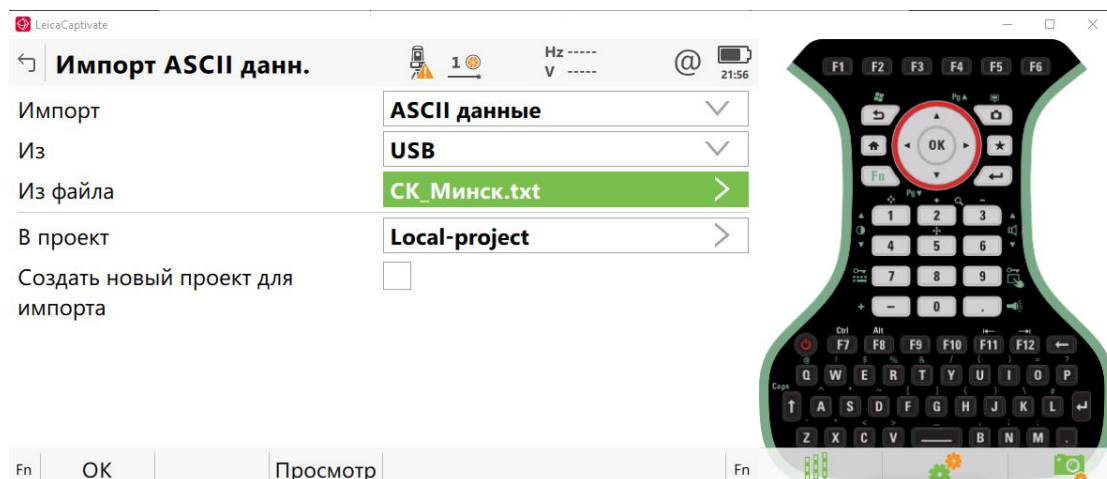 LeicaCaptivate
Импорт ASCII данн.
1
Hz -----
V -----
@
21:56
Импорт
ASCII данные
Из
USB
Из файла
СК_Минск.txt
В проект
Local-project
Создать новый проект для
импорта
Fn OK Просмотр Fn
F1 F2 F3 F4 F5 F6
Pg▲
OK
Fn
Pg▼
1 2 3
4 5 6
7 8 9
- 0 .
Ctrl Alt
F7 F8 F9 F10 F11 F12
Q W E R T Y U I O P
Caps
A S D F G H J K L
Z X C V B N M .